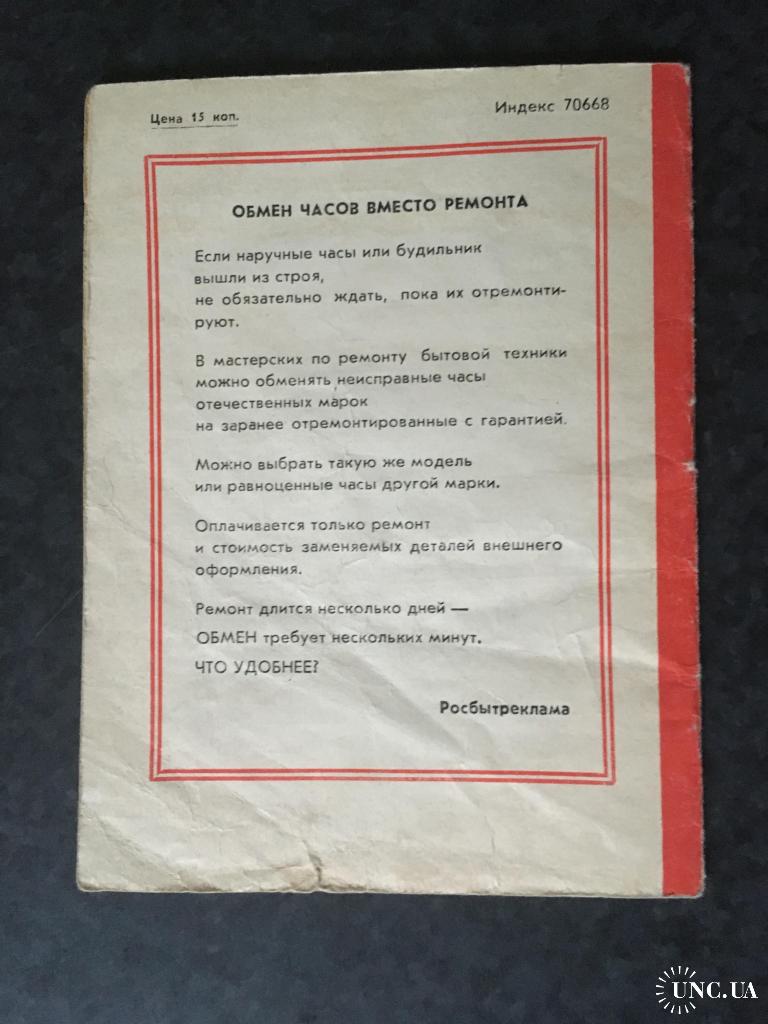 Цена 15 коп.
Индекс 70668
ОБМЕН ЧАСОВ ВМЕСТО РЕМОНТА
Если наручные часы или будильник
вышли из строя,
не обязательно ждать, пока их отремонти-
руют.
В мастерских по ремонту бытовой техники
можно обменять неисправные часы
отечественных марок
на заранее отремонтированные с гарантией.
Можно выбрать такую же модель
или равноценные часы другой марки.
Оплачивается только ремонт
и стоимость заменяемых деталей внешнего
оформления.
Ремонт длится несколько дней —
ОБМЕН требует нескольких минут.
ЧТО УДОБНЕЕ?
Росбытреклама
UNC.UA